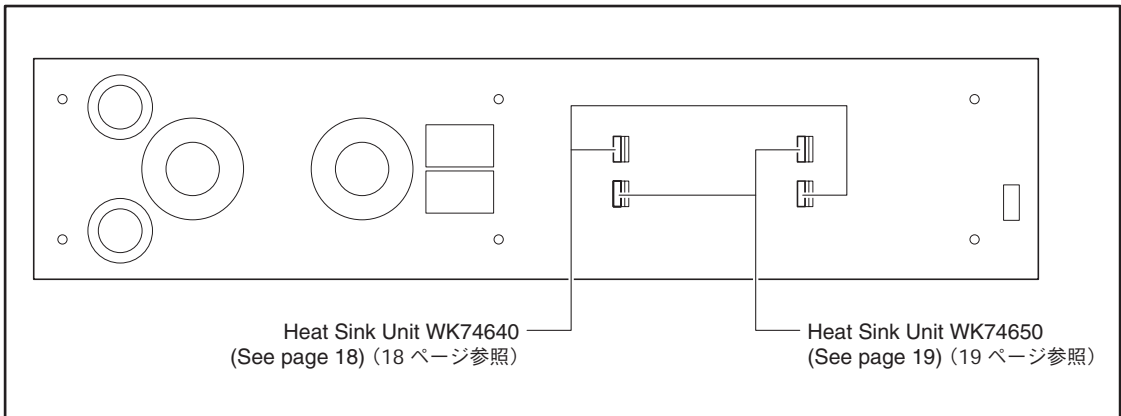 Heat Sink Unit WK74640
(See page 18)（18 ページ参照）
Heat Sink Unit WK74650
(See page 19)（19 ページ参照）